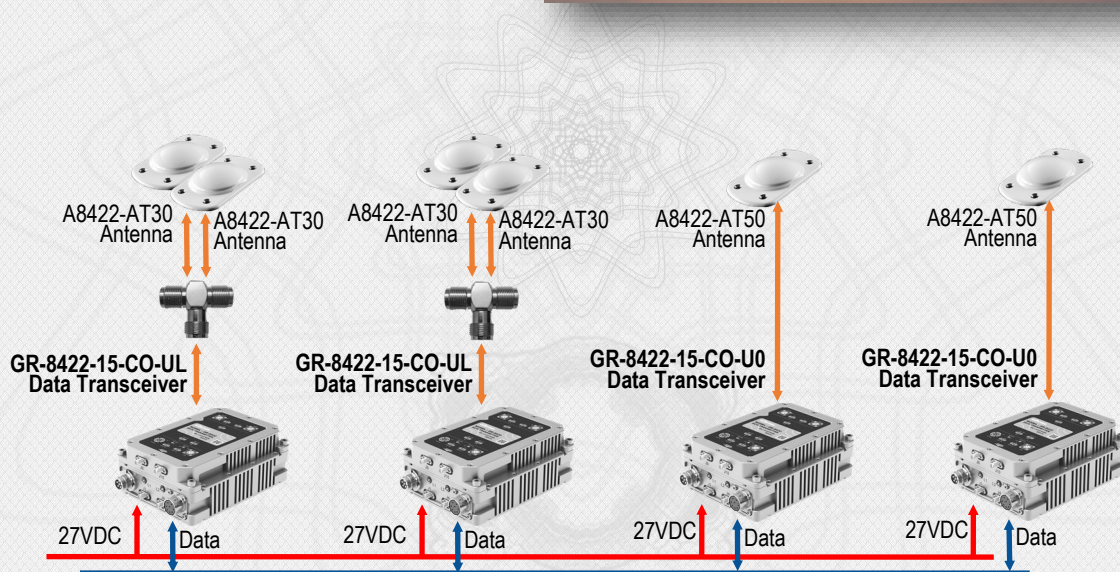 A8422-AT30
Antenna
A8422-AT30
Antenna
A8422-AT30
Antenna
A8422-AT30
Antenna
A8422-AT50
Antenna
A8422-AT50
Antenna
GR-8422-15-CO-UL
Data Transceiver
GR-8422-15-CO-UL
Data Transceiver
GR-8422-15-CO-U0
Data Transceiver
GR-8422-15-CO-U0
Data Transceiver
27VDC
Data
27VDC
Data
27VDC
Data
27VDC
Data